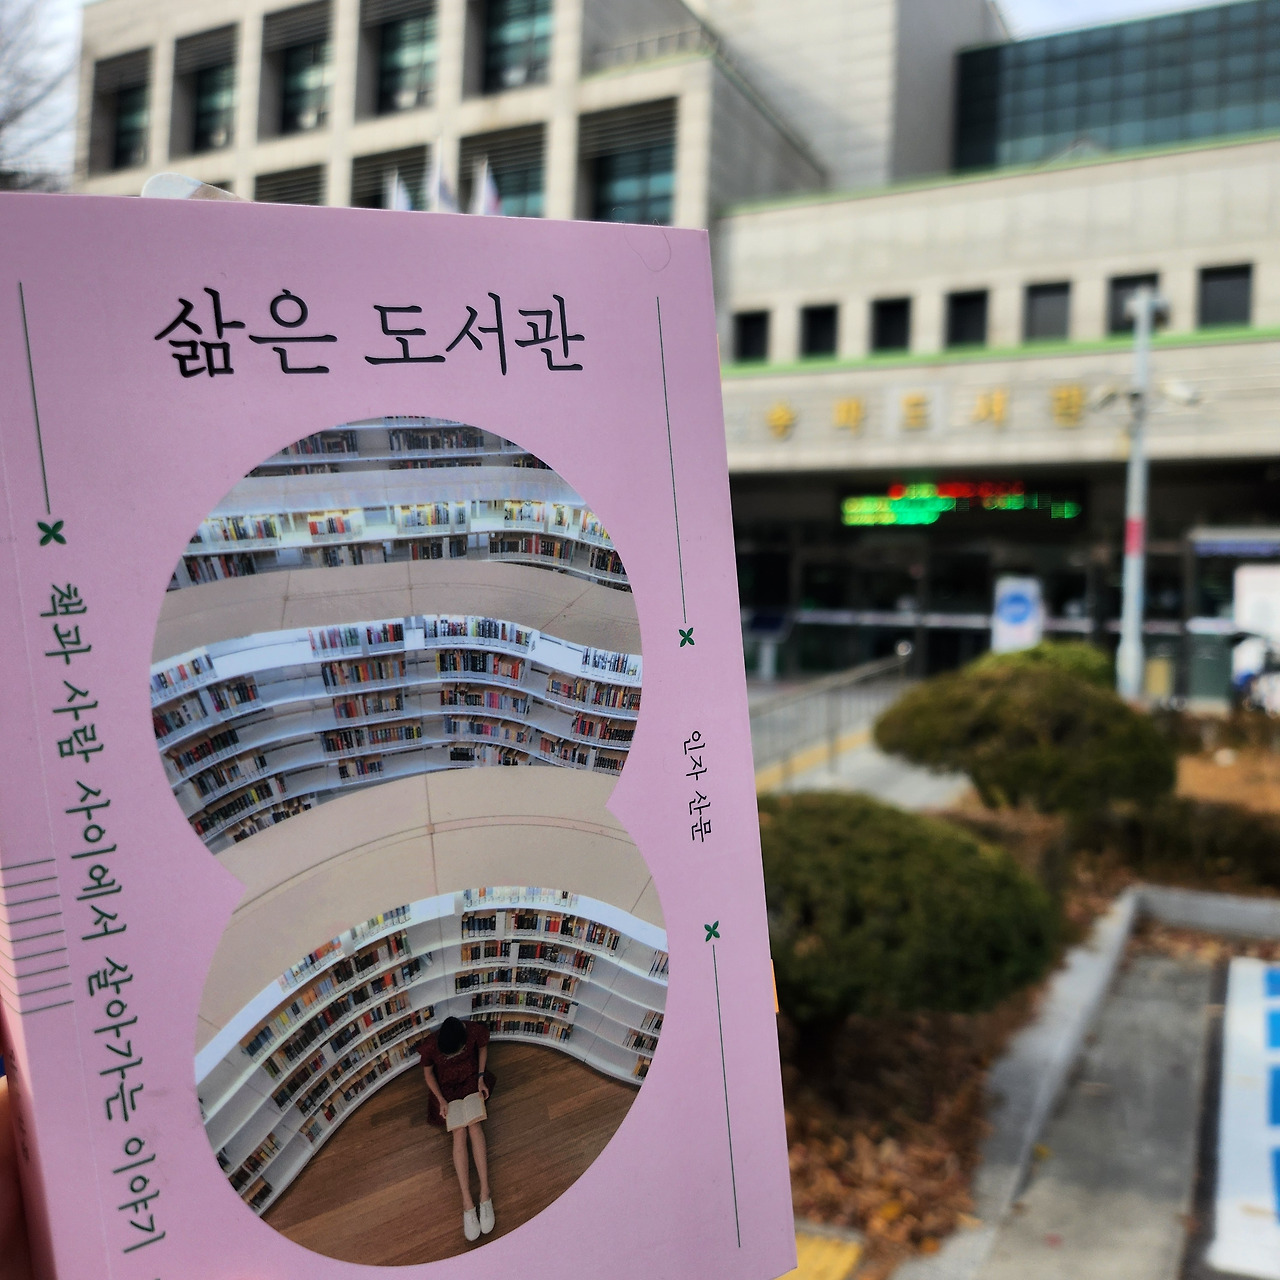 삶은 도서관
책과 사람 사이에서 살아가는 이야기
인자 산문
송파도서관